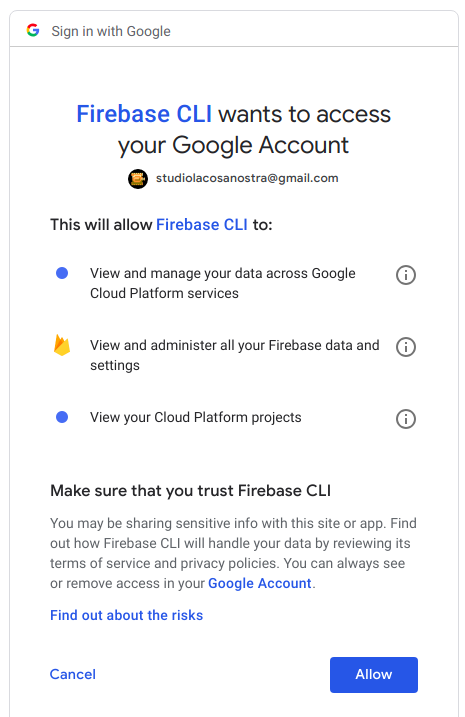 Sign in with Google
Firebase CLI wants to access
your Google Account
studiolacosanostra@gmail.com
This will allow Firebase CLI to:
View and manage your data across Google
Cloud Platform services
View and administer all your Firebase data and
settings
View your Cloud Platform projects
Make sure that you trust Firebase CLI
You may be sharing sensitive info with this site or app. Find
out how Firebase CLI will handle your data by reviewing its
terms of service and privacy policies. You can always see
or remove access in your Google Account.
Find out about the risks
Cancel
Allow